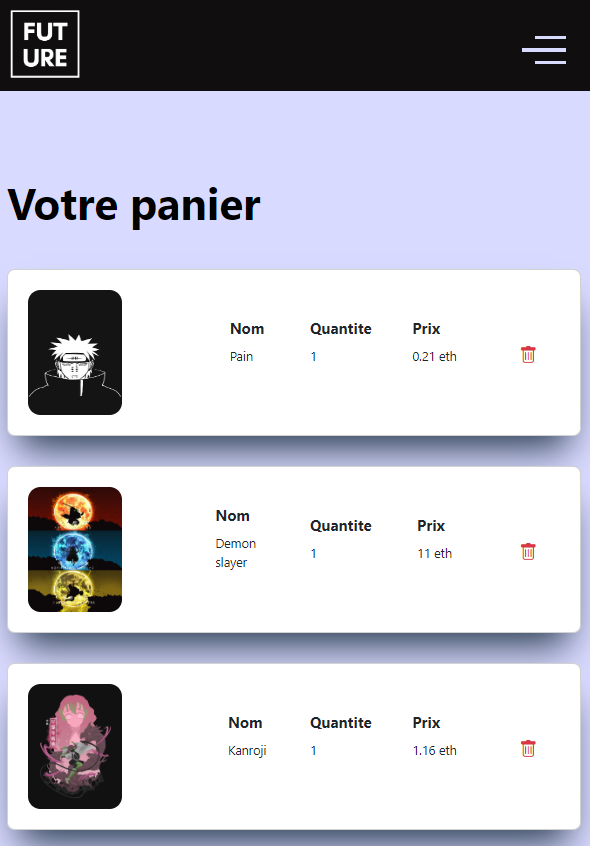 FUT
URE
Votre panier
Nom Quantite Prix
Pain 1 0.21 eth
Nom Quantite Prix
Demon
slayer 1 11 eth
Nom Quantite Prix
Kanroji 1 1.16 eth